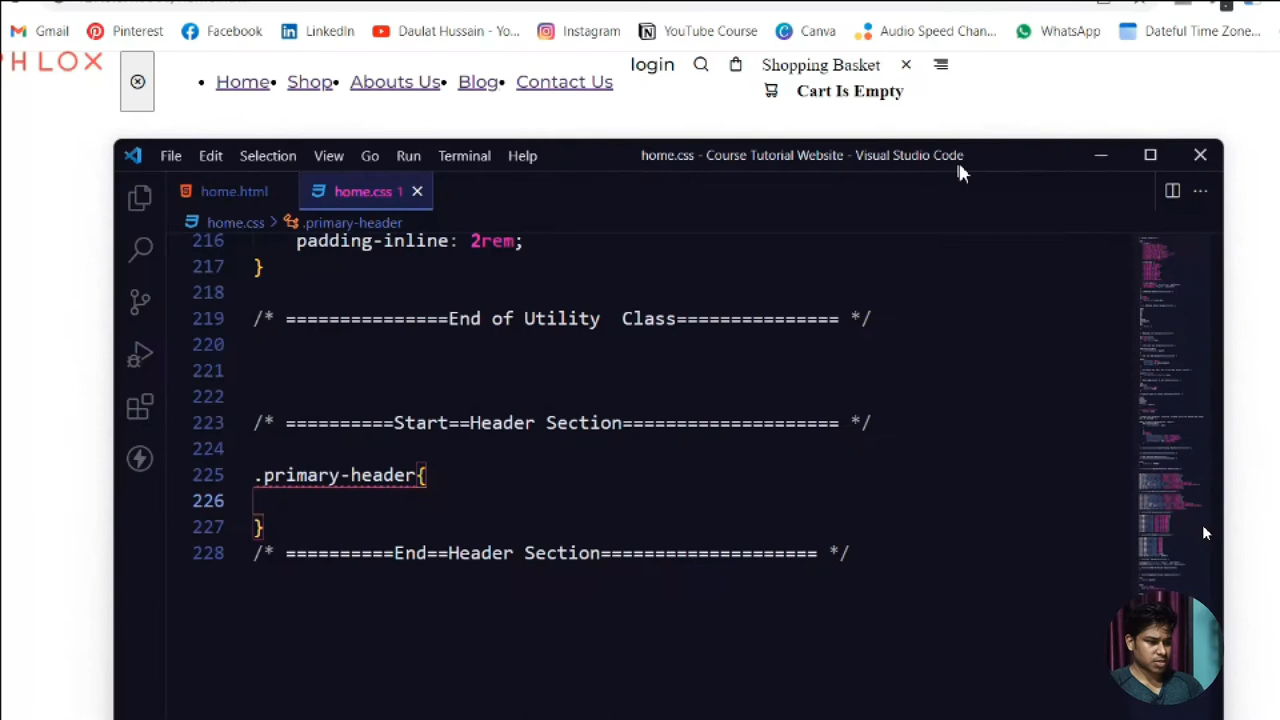 Gmail Pinterest Facebook LinkedIn Daulat Hussain - Yo... Instagram YouTube Course Canva Audio Speed Chan... WhatsApp Dateful Time Zone...
HLOX
• Home• Shop• Abouts Us• Blog• Contact Us
login
Shopping Basket
Cart Is Empty
File Edit Selection View Go Run Terminal Help
home.css - Course Tutorial Website - Visual Studio Code
home.html home.css 1
home.css > .primary-header
216 padding-inline: 2rem;
217 }
218
219 /* ===============End of Utility  Class=============== */
220
221
222
223 /* ==========Start==Header Section==================== */
224
225 .primary-header{
226
227 }
228 /* ==========End==Header Section==================== */